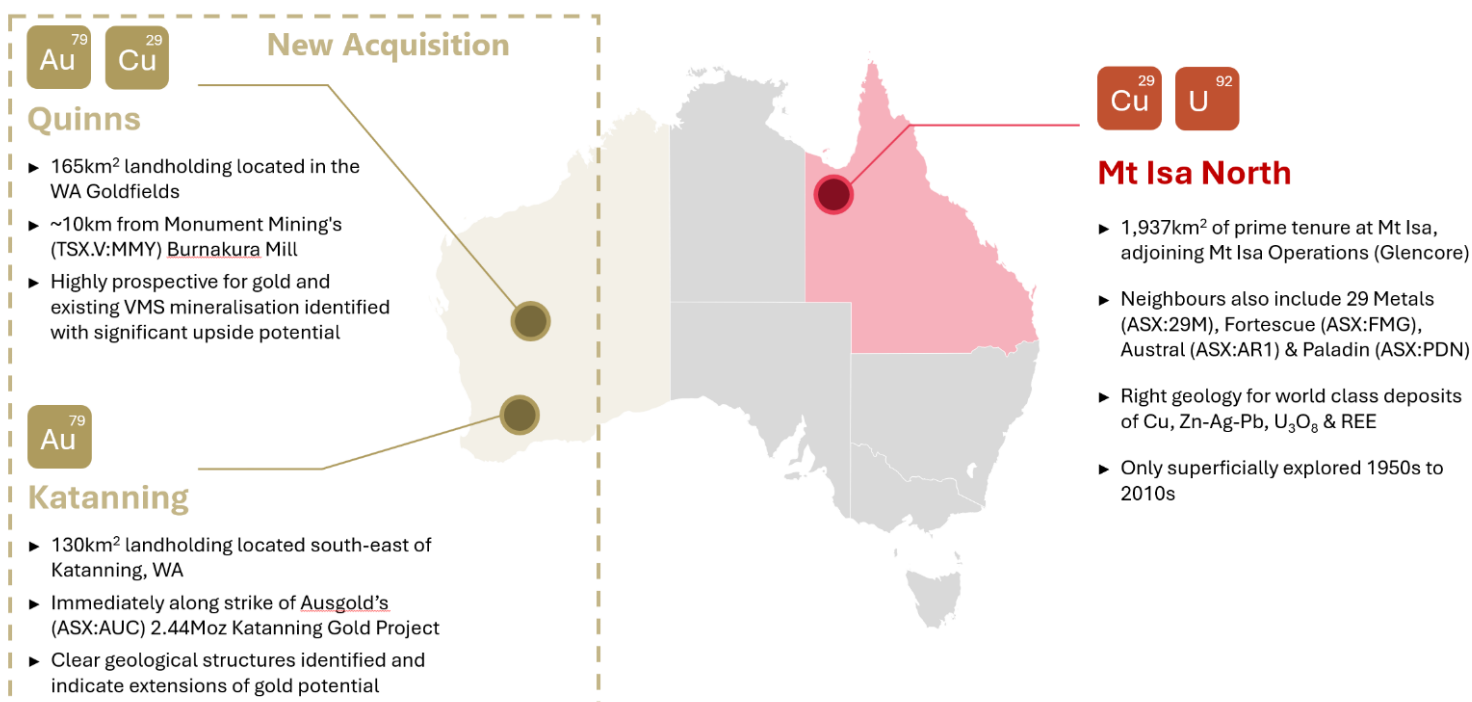 New Acquisition
79
Au
29
Cu
Quinns
► 165km² landholding located in the
WA Goldfields
► ~10km from Monument Mining's
(TSX.V:MMY) Burnakura Mill
► Highly prospective for gold and
existing VMS mineralisation identified
with significant upside potential
79
Au
Katanning
► 130km² landholding located south-east of
Katanning, WA
► Immediately along strike of Ausgold’s
(ASX:AUC) 2.44Moz Katanning Gold Project
► Clear geological structures identified and
indicate extensions of gold potential
29
Cu
92
U
Mt Isa North
► 1,937km² of prime tenure at Mt Isa,
adjoining Mt Isa Operations (Glencore)
► Neighbours also include 29 Metals
(ASX:29M), Fortescue (ASX:FMG),
Austral (ASX:AR1) & Paladin (ASX:PDN)
► Right geology for world class deposits
of Cu, Zn-Ag-Pb, U₃O₈ & REE
► Only superficially explored 1950s to
2010s